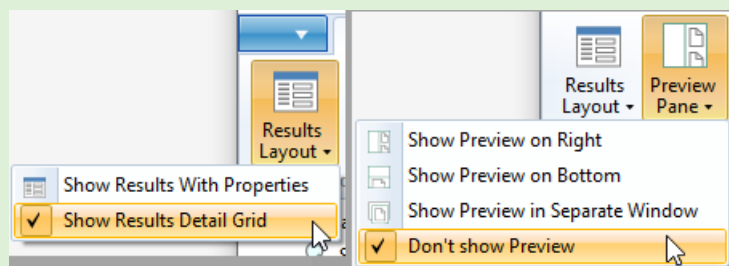 Results
Layout
Show Results With Properties
Show Results Detail Grid
Results
Layout
Preview
Pane
Show Preview on Right
Show Preview on Bottom
Show Preview in Separate Window
Don't show Preview